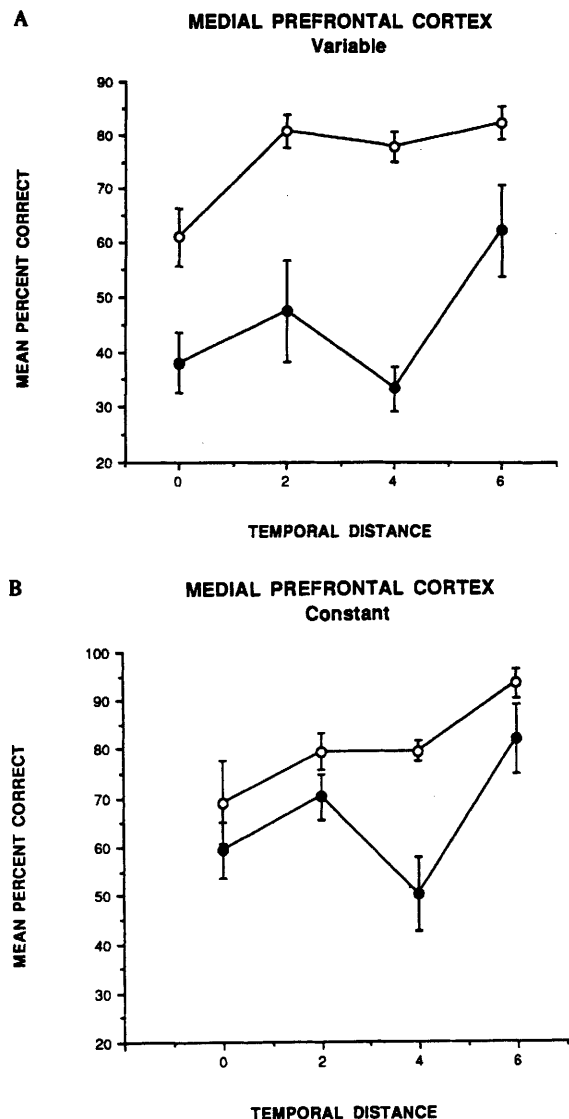 A
MEDIAL PREFRONTAL CORTEX
Variable
90
80
70
60
50
40
30
20
MEAN PERCENT CORRECT
0 2 4 6
TEMPORAL DISTANCE
B
MEDIAL PREFRONTAL CORTEX
Constant
100
90
80
70
60
50
40
30
20
MEAN PERCENT CORRECT
0 2 4 6
TEMPORAL DISTANCE